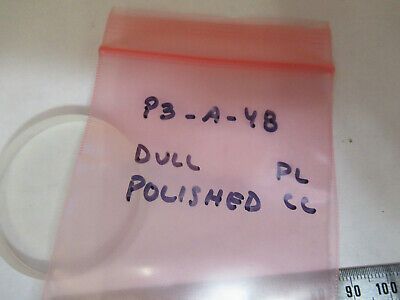 P3-A-48
DULL PL
POLISHED CC
90 100